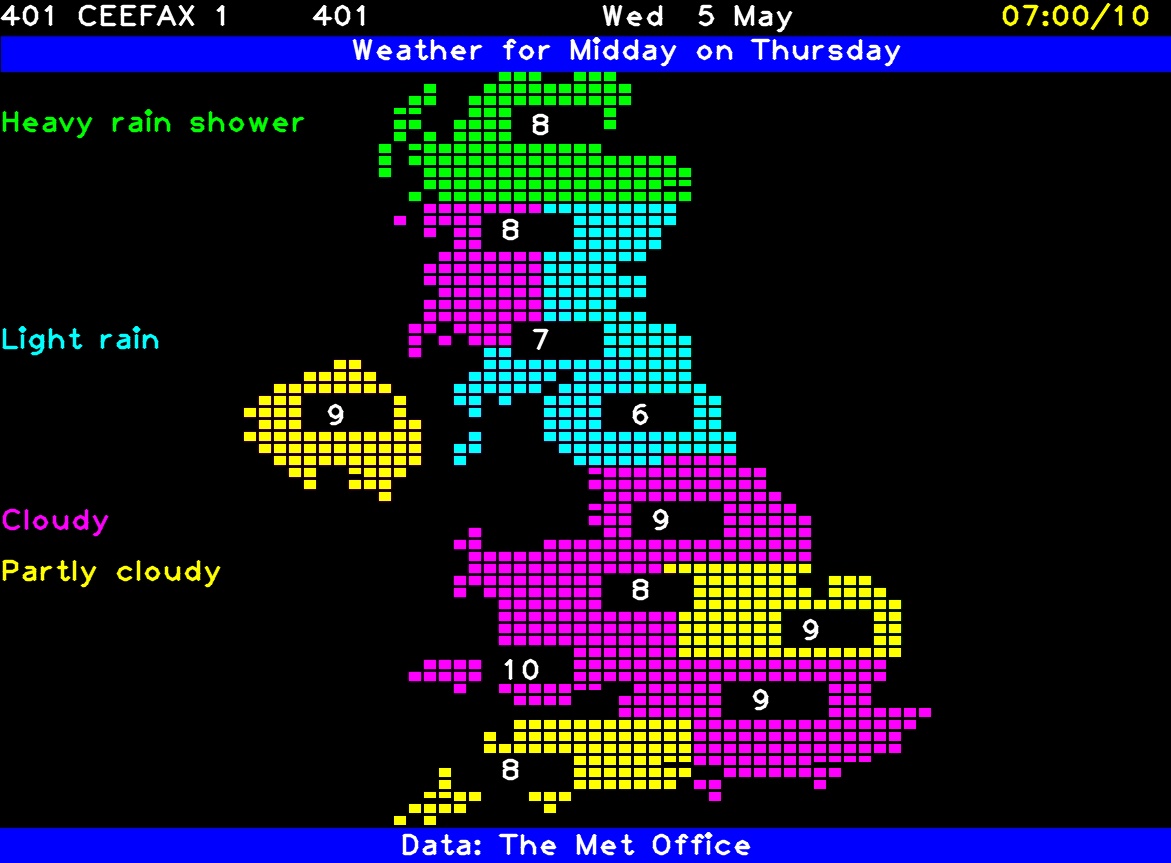 401 CEEFAX 1 401 Wed 5 May 07:00/10
Weather for Midday on Thursday
Heavy rain shower 8
8
Light rain 7
9 6
Cloudy 9
Partly cloudy 8
9
10
9
8
Data: The Met Office